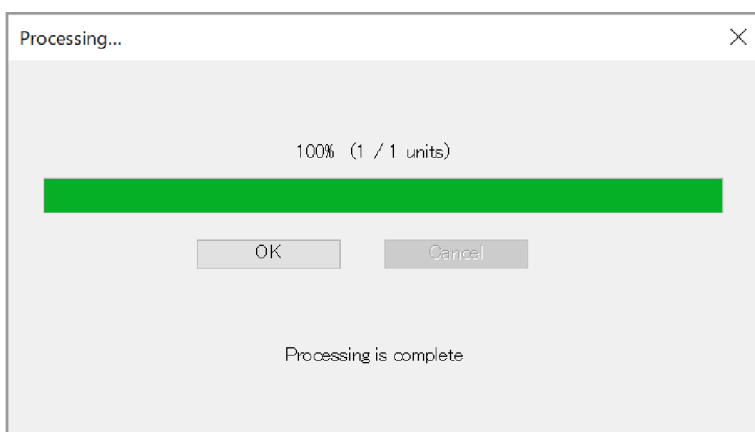 Processing...
100% (1 / 1 units)
OK
Cancel
Processing is complete